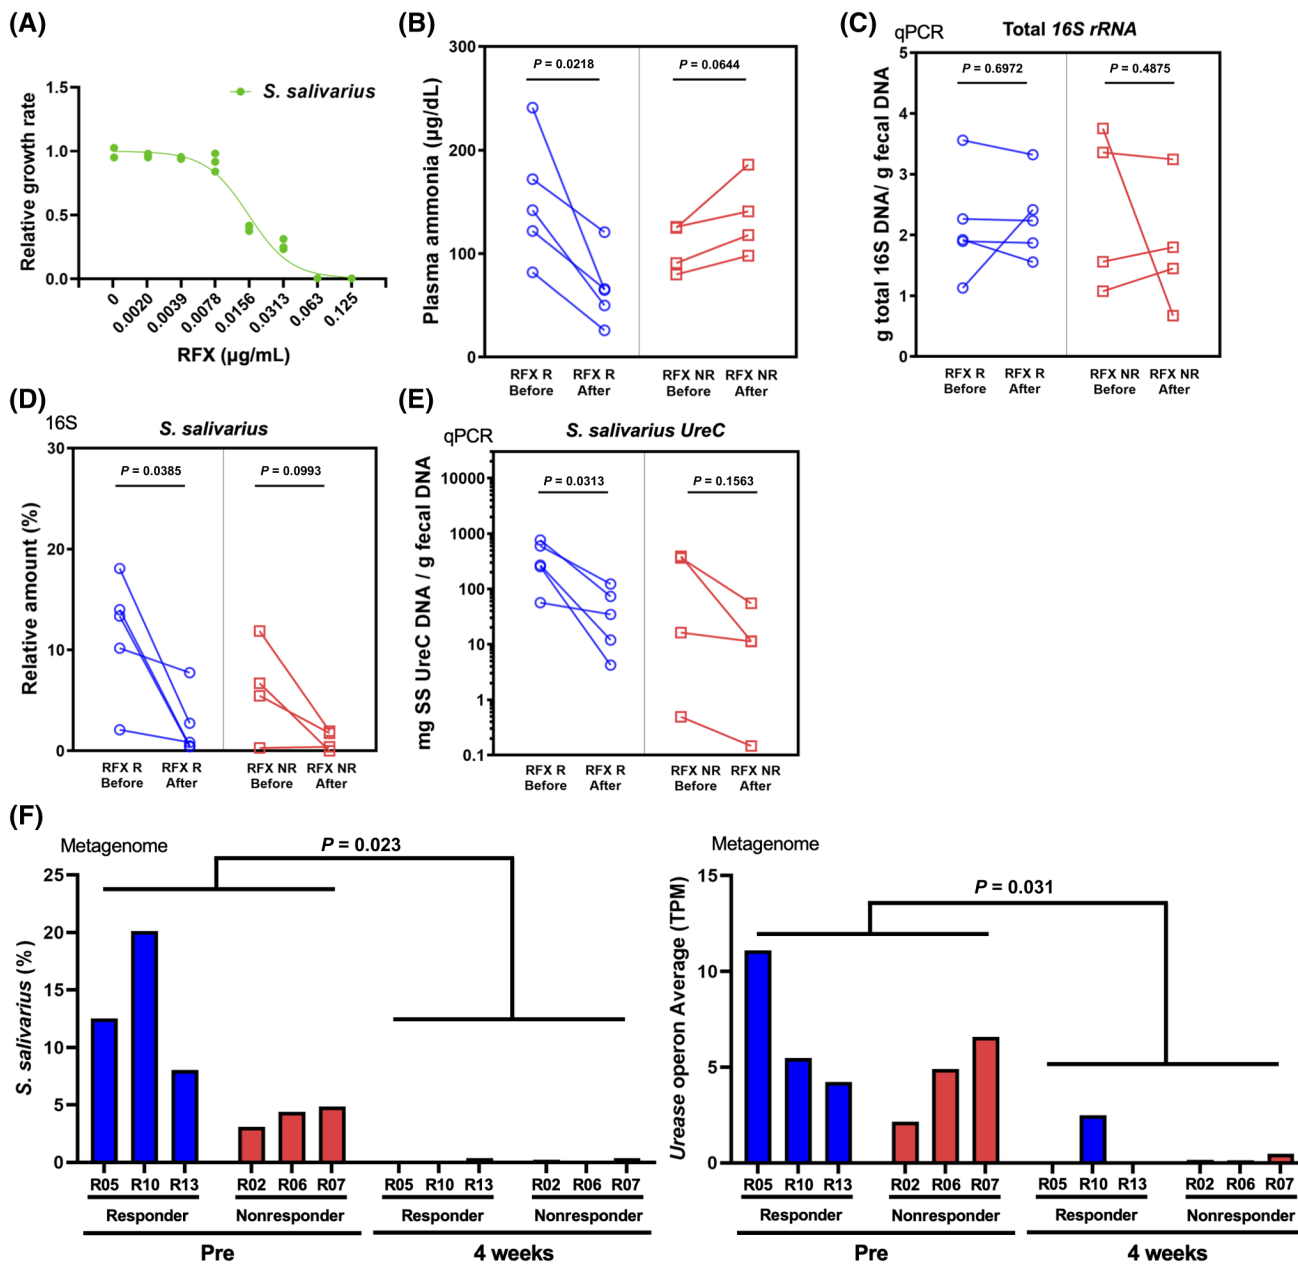 (A)
S. salivarius
Relative growth rate
1.5
1.0
0.5
0.0
0
0.0020
0.0039
0.0078
0.0156
0.0313
0.063
0.125
RFX (µg/mL)
(B)
Plasma ammonia (µg/dL)
300
200
100
0
P = 0.0218
P = 0.0644
RFX R RFX R RFX NR RFX NR
Before After Before After
(C)
qPCR
Total 16S rRNA
g total 16S DNA/ g fecal DNA
5
4
3
2
1
0
P = 0.6972
P = 0.4875
RFX R RFX R RFX NR RFX NR
Before After Before After
(D)
16S
S. salivarius
Relative amount (%)
30
20
10
0
P = 0.0385
P = 0.0993
RFX R RFX R RFX NR RFX NR
Before After Before After
(E)
qPCR
S. salivarius UreC
mg SS UreC DNA / g fecal DNA
10000
1000
100
10
1
0.1
P = 0.0313
P = 0.1563
RFX R RFX R RFX NR RFX NR
Before After Before After
(F)
Metagenome
P = 0.023
S. salivarius (%)
25
20
15
10
5
0
R05 R10 R13 R02 R06 R07 R05 R10 R13 R02 R06 R07
Responder Nonresponder Responder Nonresponder
Pre 4 weeks
Metagenome
P = 0.031
Urease operon Average (TPM)
15
10
5
0
R05 R10 R13 R02 R06 R07 R05 R10 R13 R02 R06 R07
Responder Nonresponder Responder Nonresponder
Pre 4 weeks